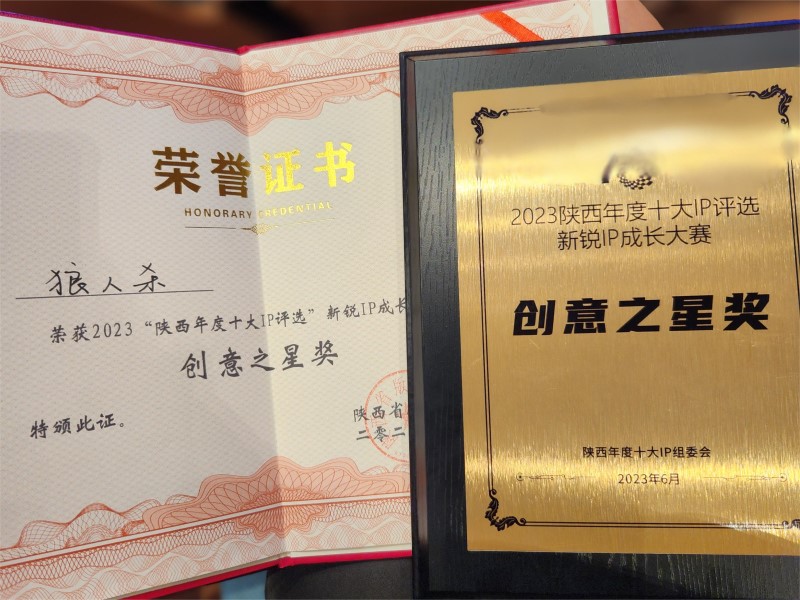 荣誉证书
HONORARY CREDENTIAL
狼人杀
荣获2023“陕西年度十大IP评选”新锐IP成长
创意之星奖
特颁此证。
陕西省
二零二
2023陕西年度十大IP评选
新锐IP成长大赛
创意之星奖
陕西年度十大IP组委会
2023年6月